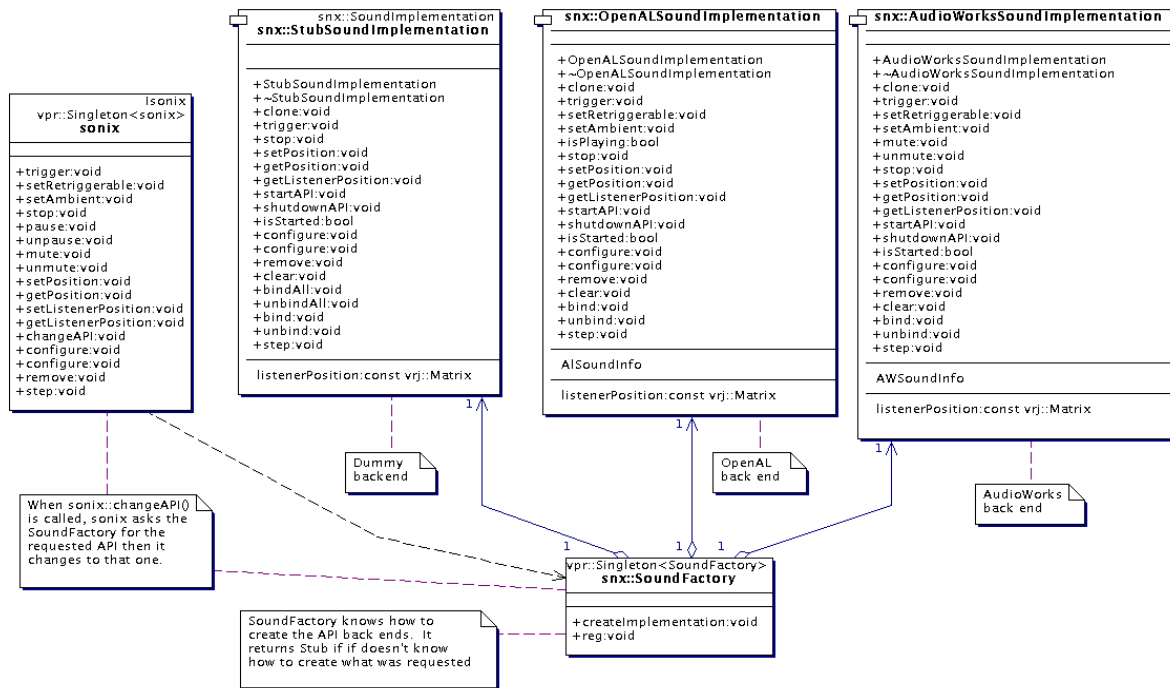 Isonix
vpr::Singleton<sonix>
sonix
+trigger:void
+setRetriggerable:void
+setAmbient:void
+stop:void
+pause:void
+unpause:void
+mute:void
+unmute:void
+setPosition:void
+getPosition:void
+setListenerPosition:void
+getListenerPosition:void
+changeAPI:void
+configure:void
+configure:void
+remove:void
+step:void
snx::SoundImplementation
snx::StubSoundImplementation
+StubSoundImplementation
+~StubSoundImplementation
+clone:void
+trigger:void
+stop:void
+setPosition:void
+getPosition:void
+getListenerPosition:void
+startAPI:void
+shutdownAPI:void
+isStarted:bool
+configure:void
+configure:void
+remove:void
+clear:void
+bindAll:void
+unbindAll:void
+bind:void
+unbind:void
+step:void
listenerPosition:const vrj::Matrix
snx::OpenALSoundImplementation
+OpenALSoundImplementation
+~OpenALSoundImplementation
+clone:void
+trigger:void
+setRetriggerable:void
+setAmbient:void
+isPlaying:bool
+stop:void
+setPosition:void
+getPosition:void
+getListenerPosition:void
+startAPI:void
+shutdownAPI:void
+isStarted:bool
+configure:void
+configure:void
+remove:void
+clear:void
+bind:void
+unbind:void
+step:void
AlSoundInfo
listenerPosition:const vrj::Matrix
snx::AudioWorksSoundImplementation
+AudioWorksSoundImplementation
+~AudioWorksSoundImplementation
+clone:void
+trigger:void
+setRetriggerable:void
+setAmbient:void
+mute:void
+unmute:void
+stop:void
+setPosition:void
+getPosition:void
+getListenerPosition:void
+startAPI:void
+shutdownAPI:void
+isStarted:bool
+configure:void
+configure:void
+remove:void
+clear:void
+bind:void
+unbind:void
+step:void
AWSoundInfo
listenerPosition:const vrj::Matrix
1
1
1
Dummy
backend
OpenAL
back end
AudioWorks
back end
When sonix::changeAPI()
is called, sonix asks the
SoundFactory for the
requested API then it
changes to that one.
1
1
1
vpr::Singleton<SoundFactory>
snx::SoundFactory
+createImplementation:void
+reg:void
SoundFactory knows how to
create the API back ends. It
returns Stub if if doesn't know
how to create what was requested